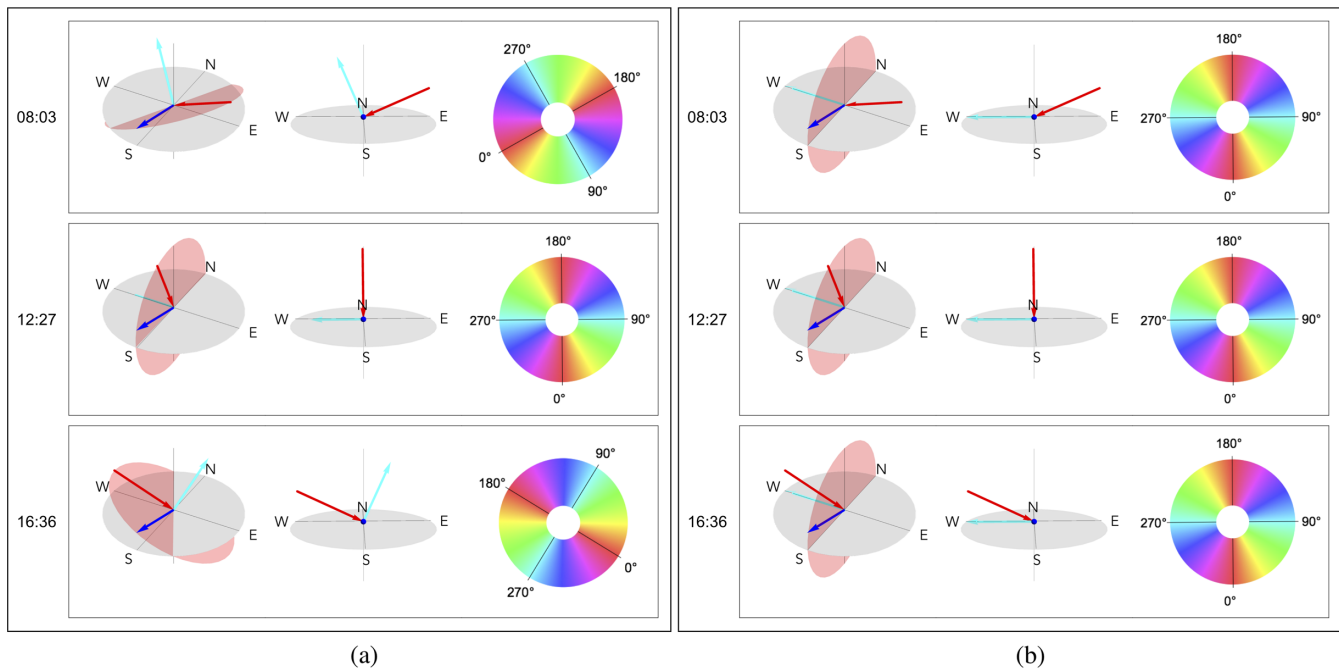 08:03
W N E S
W N E S
270° 180° 0° 90°
12:27
W N E S
W N E S
180° 270° 90° 0°
16:36
W N E S
W N E S
90° 180° 0° 270°
(a)
08:03
W N E S
W N E S
180° 270° 90° 0°
12:27
W N E S
W N E S
180° 270° 90° 0°
16:36
W N E S
W N E S
180° 270° 90° 0°
(b)